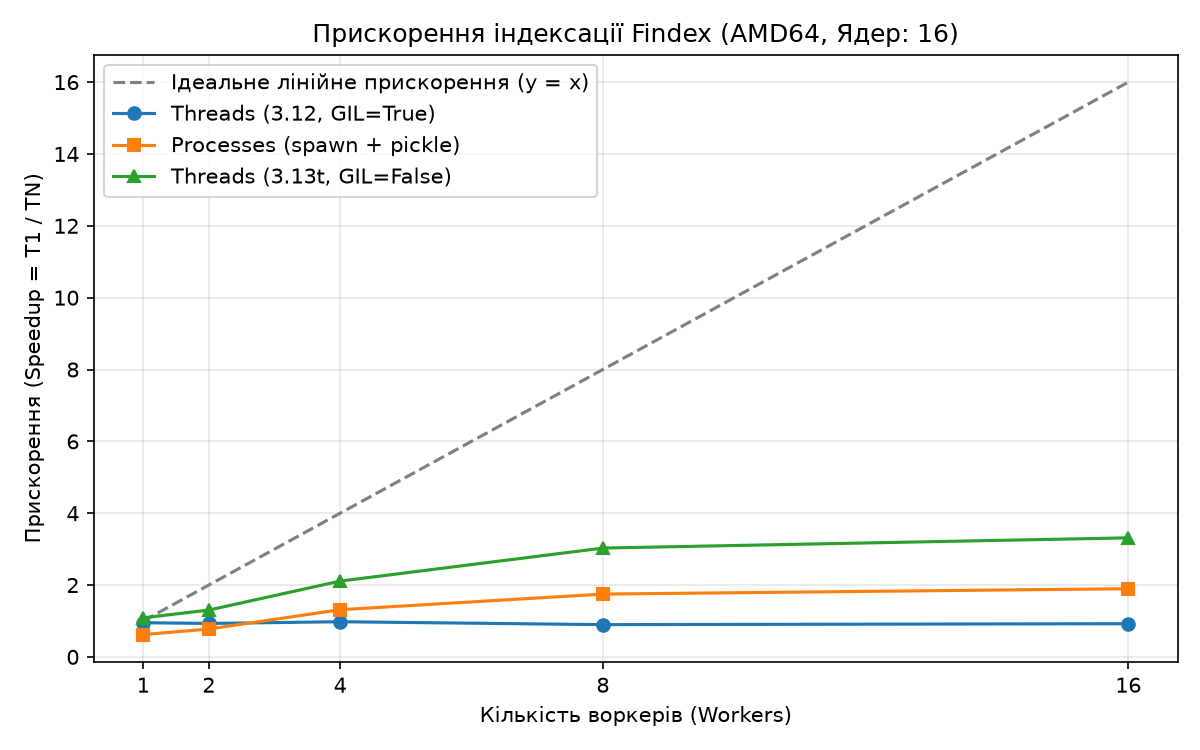 Прискорення індексації Findex (AMD64, Ядер: 16)
Ідеальне лінійне прискорення (y = x)
Threads (3.12, GIL=True)
Processes (spawn + pickle)
Threads (3.13t, GIL=False)
Прискорення (Speedup = T1 / TN)
16
14
12
10
8
6
4
2
0
1 2 4 8 16
Кількість воркерів (Workers)